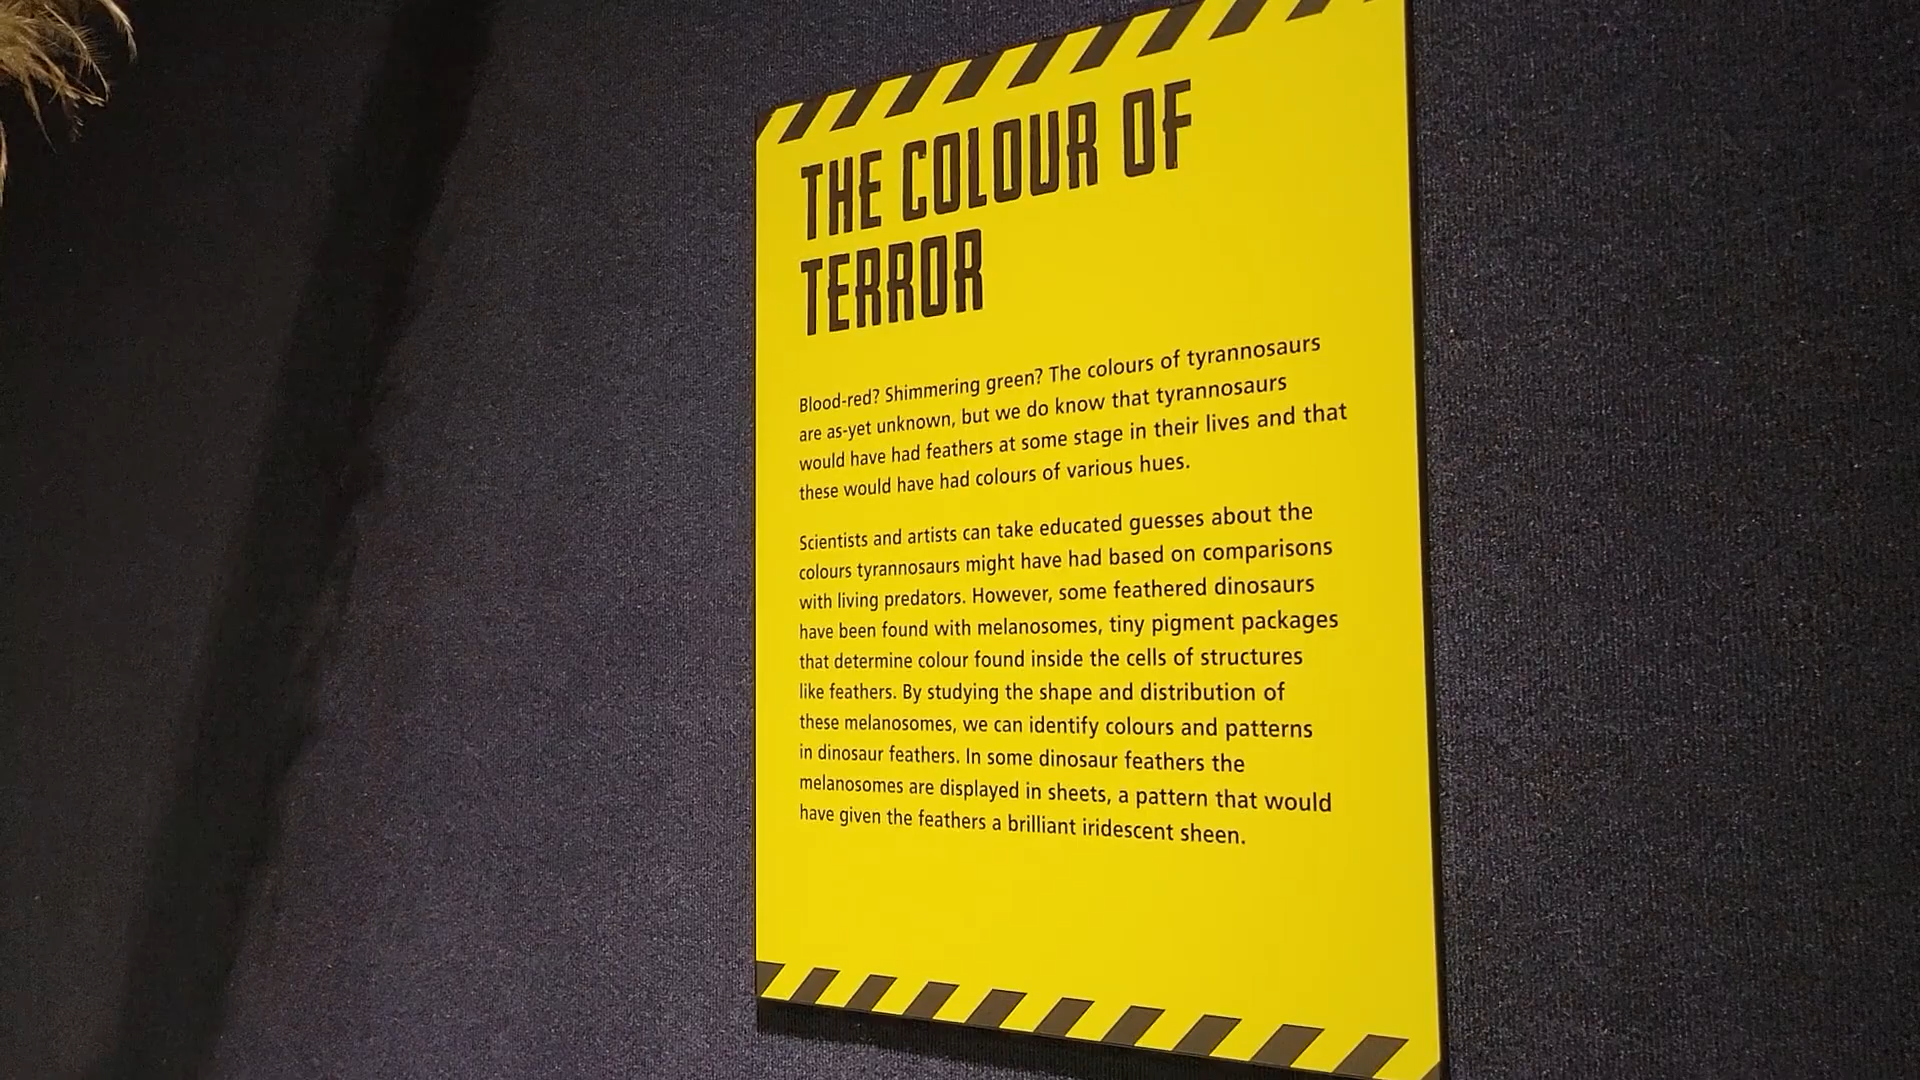 THE COLOUR OF
TERROR
Blood-red? Shimmering green? The colours of tyrannosaurs
are as-yet unknown, but we do know that tyrannosaurs
would have had feathers at some stage in their lives and that
these would have had colours of various hues.
Scientists and artists can take educated guesses about the
colours tyrannosaurs might have had based on comparisons
with living predators. However, some feathered dinosaurs
have been found with melanosomes, tiny pigment packages
that determine colour found inside the cells of structures
like feathers. By studying the shape and distribution of
these melanosomes, we can identify colours and patterns
in dinosaur feathers. In some dinosaur feathers the
melanosomes are displayed in sheets, a pattern that would
have given the feathers a brilliant iridescent sheen.